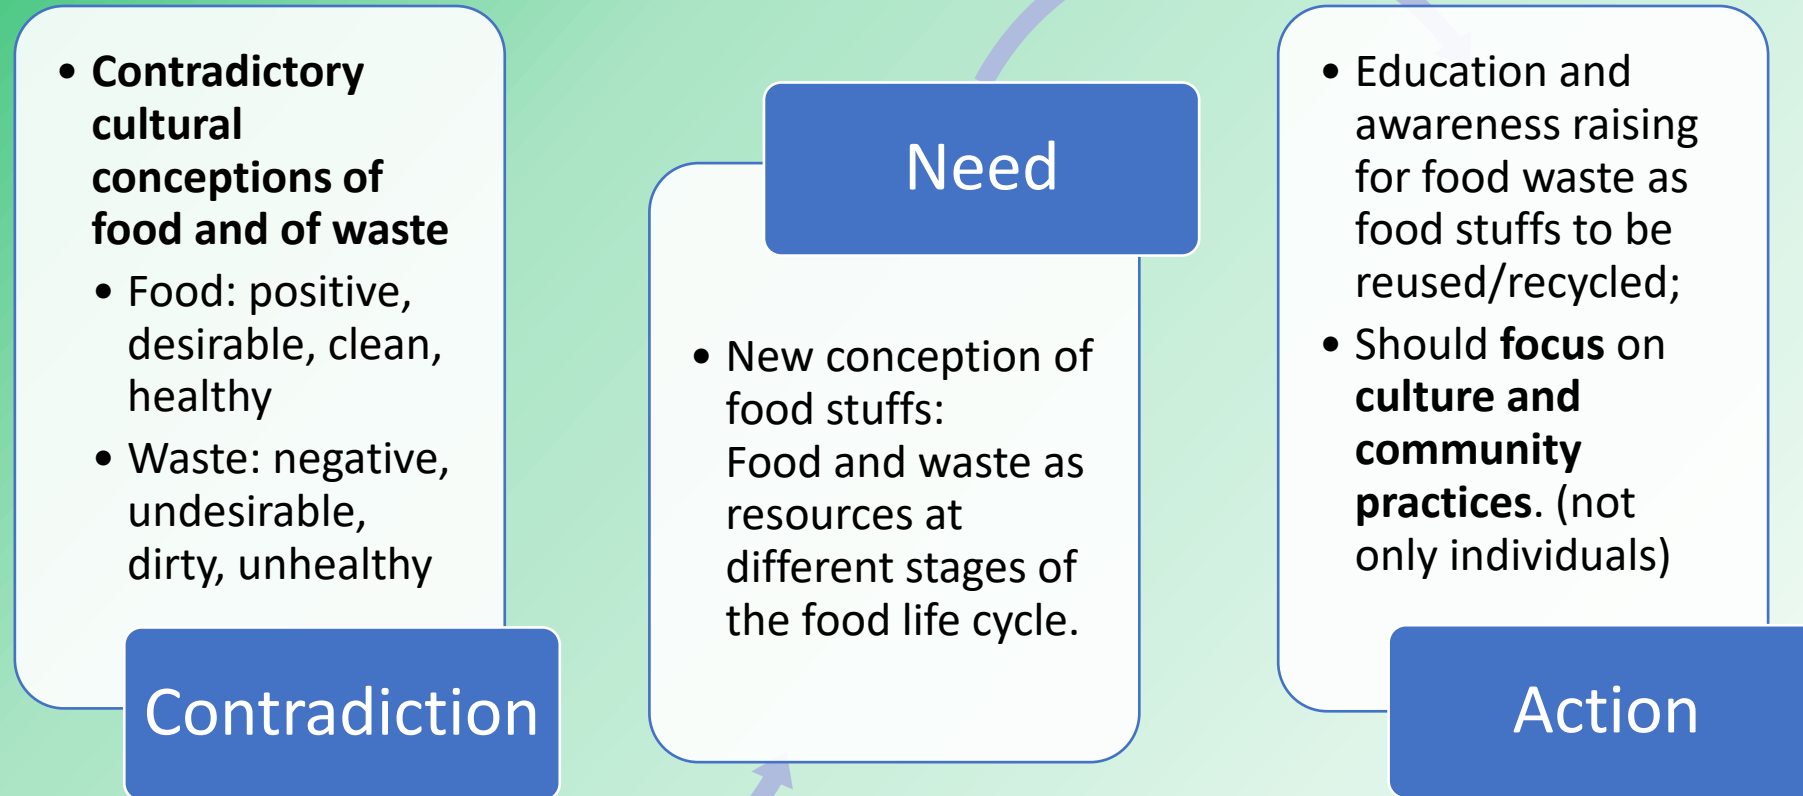 • Contradictory
cultural
conceptions of
food and of waste
• Food: positive,
desirable, clean,
healthy
• Waste: negative,
undesirable,
dirty, unhealthy
Contradiction
Need
• New conception of
food stuffs:
Food and waste as
resources at
different stages of
the food life cycle.
• Education and
awareness raising
for food waste as
food stuffs to be
reused/recycled;
• Should focus on
culture and
community
practices. (not
only individuals)
Action